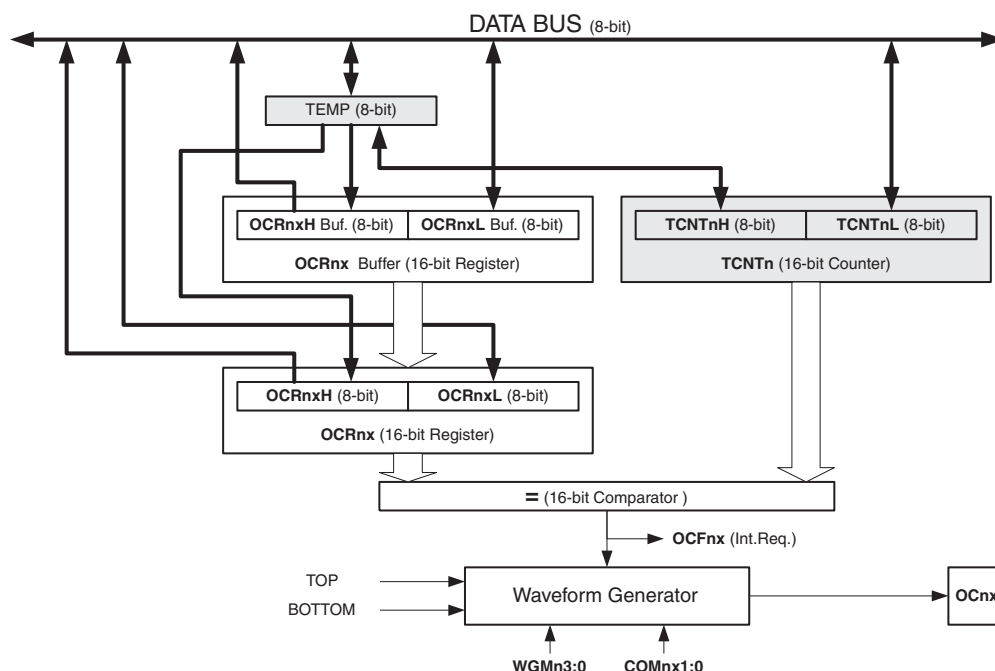 DATA BUS (8-bit)
TEMP (8-bit)
OCRnxH Buf. (8-bit) OCRnxL Buf. (8-bit)
OCRnx Buffer (16-bit Register)
TCNTnH (8-bit) TCNTnL (8-bit)
TCNTn (16-bit Counter)
OCRnxH (8-bit) OCRnxL (8-bit)
OCRnx (16-bit Register)
= (16-bit Comparator )
OCFnx (Int.Req.)
TOP
BOTTOM
Waveform Generator
OCnx
WGMn3:0 COMnx1:0